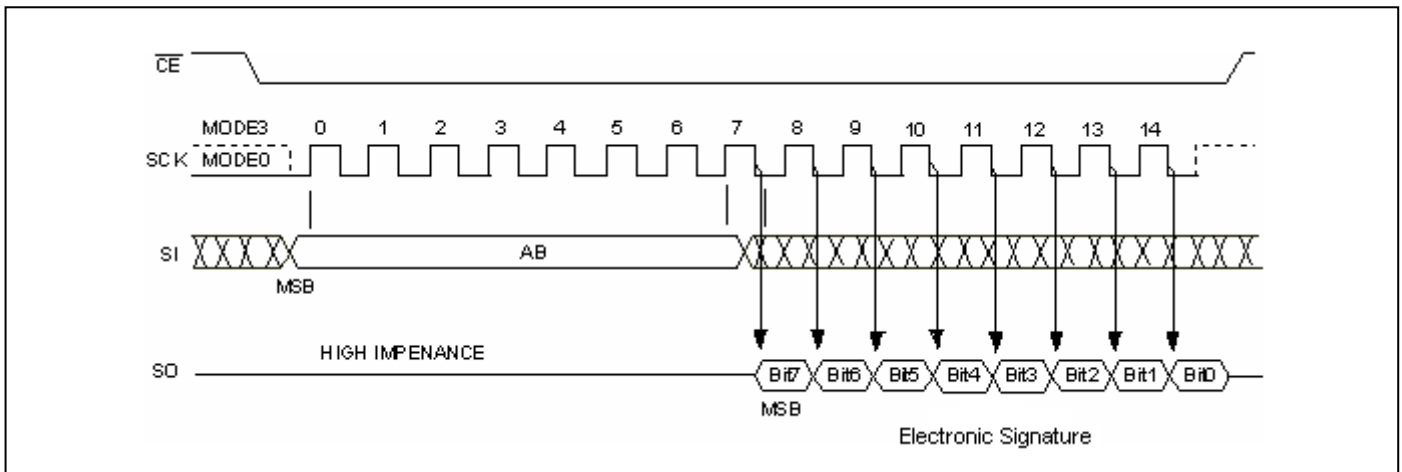 CE
MODE3 0 1 2 3 4 5 6 7 8 9 10 11 12 13 14
SCK MODE0
SI AB
MSB
HIGH IMPENANCE
SO Bit7 Bit6 Bit5 Bit4 Bit3 Bit2 Bit1 Bit0
MSB
Electronic Signature